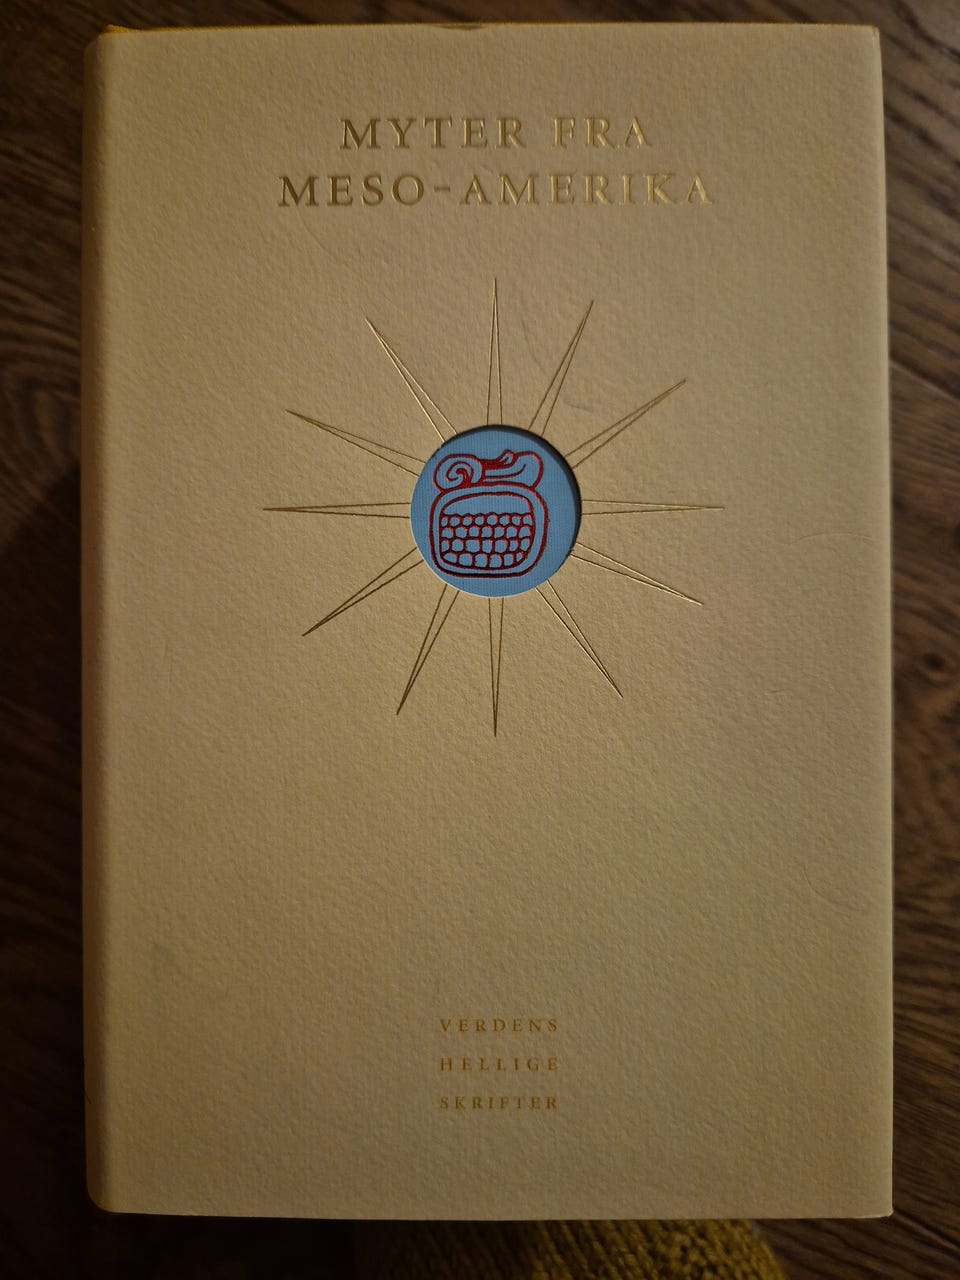 MYTER FRA
MESO-AMERIKA
VERDENS
HELLIGE
SKRIFTER